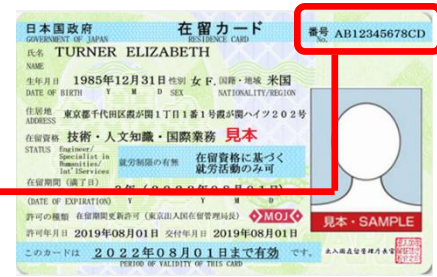 日本国政府 在留カード 番号 AB12345678CD
GOVERNMENT OF JAPAN RESIDENCE CARD No.
氏名 TURNER ELIZABETH
NAME
生年月日 1985年12月31日 性別 女 F. 国籍・地域 米国
DATE OF BIRTH Y M D SEX NATIONALITY/REGION
住居地 東京都千代田区霞が関1丁目1番1号霞が関ハイツ202号
ADDRESS
在留資格 技術・人文知識・国際業務 見本
STATUS Engineer/
Specialist in
Humanities/
Int'lServices
就労制限の有無 在留資格に基づく
就労活動のみ可
在留期間(満了日)
(DATE OF EXPIRATION) Y M D
許可の種類 在留期間更新許可(東京出入国在留管理局長) MOJ
見本・SAMPLE
許可年月日 2019年08月01日 交付年月日 2019年08月01日
このカードは 2022年08月01日まで有効 です。
PERIOD OF VALIDITY OF THIS CARD